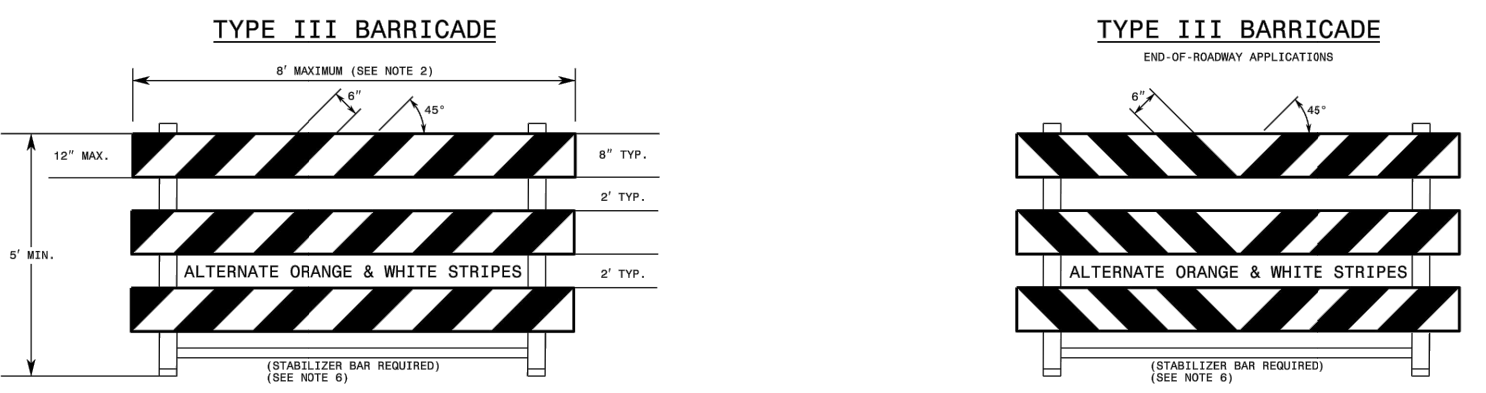 TYPE III BARRICADE
8' MAXIMUM (SEE NOTE 2)
6"
45°
12" MAX.
8" TYP.
2' TYP.
5' MIN.
ALTERNATE ORANGE & WHITE STRIPES
2' TYP.
(STABILIZER BAR REQUIRED)
(SEE NOTE 6)
TYPE III BARRICADE
END-OF-ROADWAY APPLICATIONS
6"
45°
ALTERNATE ORANGE & WHITE STRIPES
(STABILIZER BAR REQUIRED)
(SEE NOTE 6)